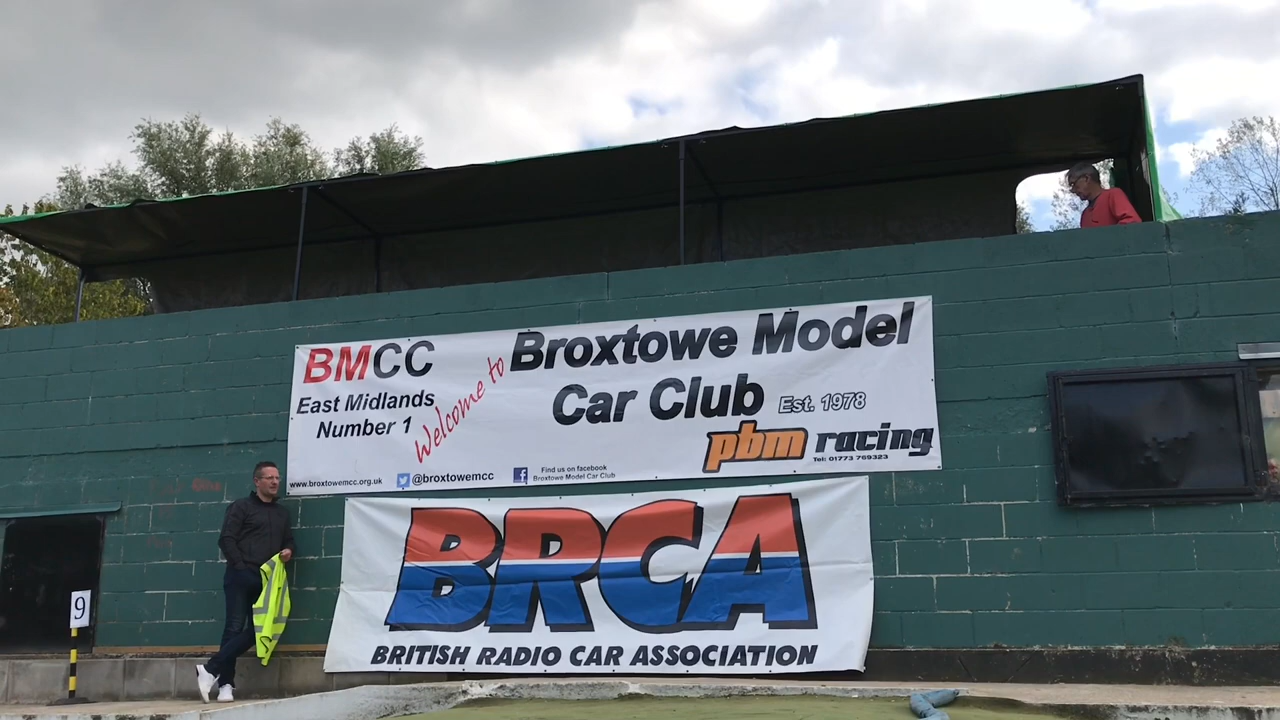 BMCC
East Midlands
Number 1
Welcome to
Broxtowe Model
Car Club
Est. 1978
pbm racing
Tel: 01773 769323
www.broxtowemcc.org.uk
@broxtowemcc
Find us on facebook
Broxtowe Model Car Club
BRCA
BRITISH RADIO CAR ASSOCIATION
9